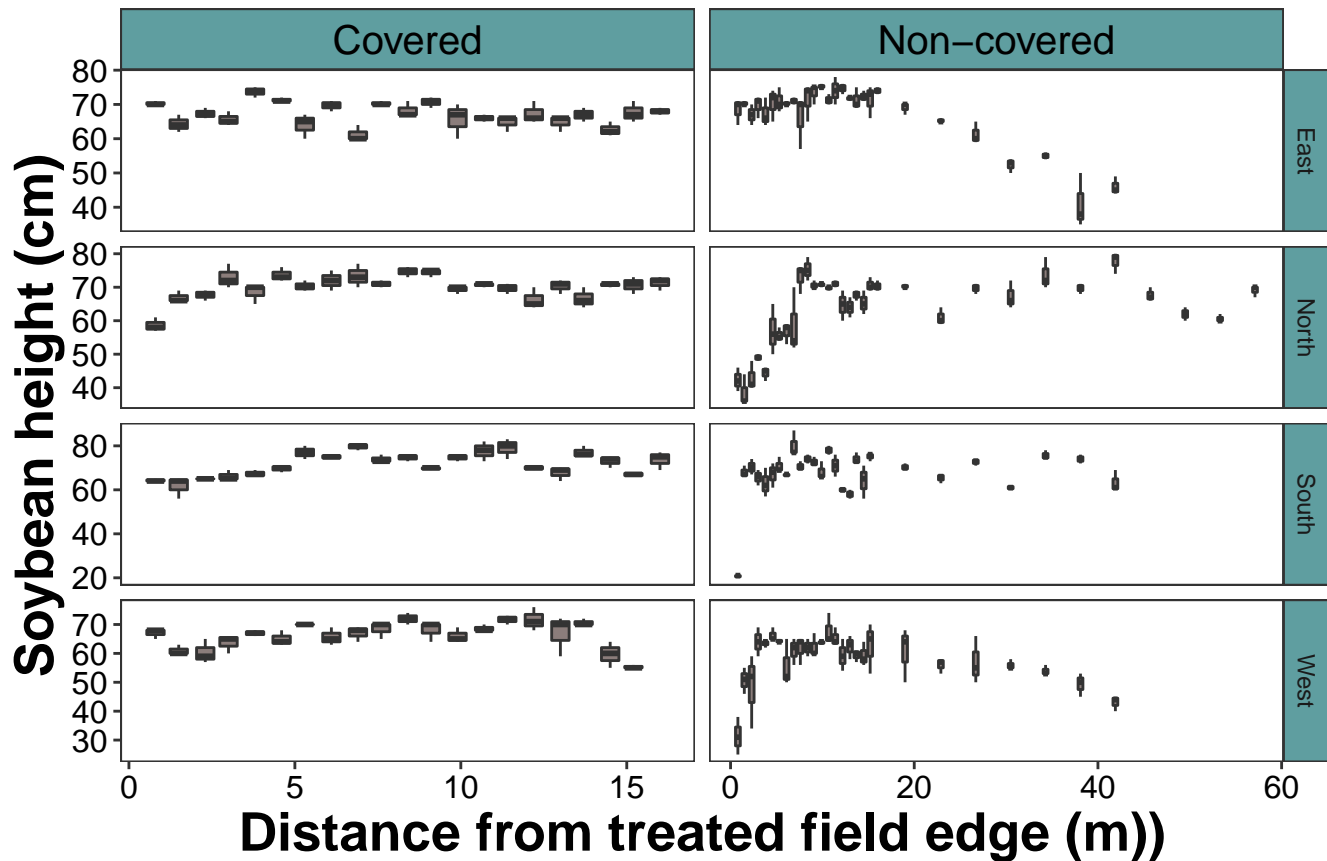 Covered Non−covered
80
70
60
50
40
East
80
70
60
50
40
North
80
60
40
20
South
70
60
50
40
30
West
0 5 10 15 0 20 40 60
Soybean height (cm)
Distance from treated field edge (m))